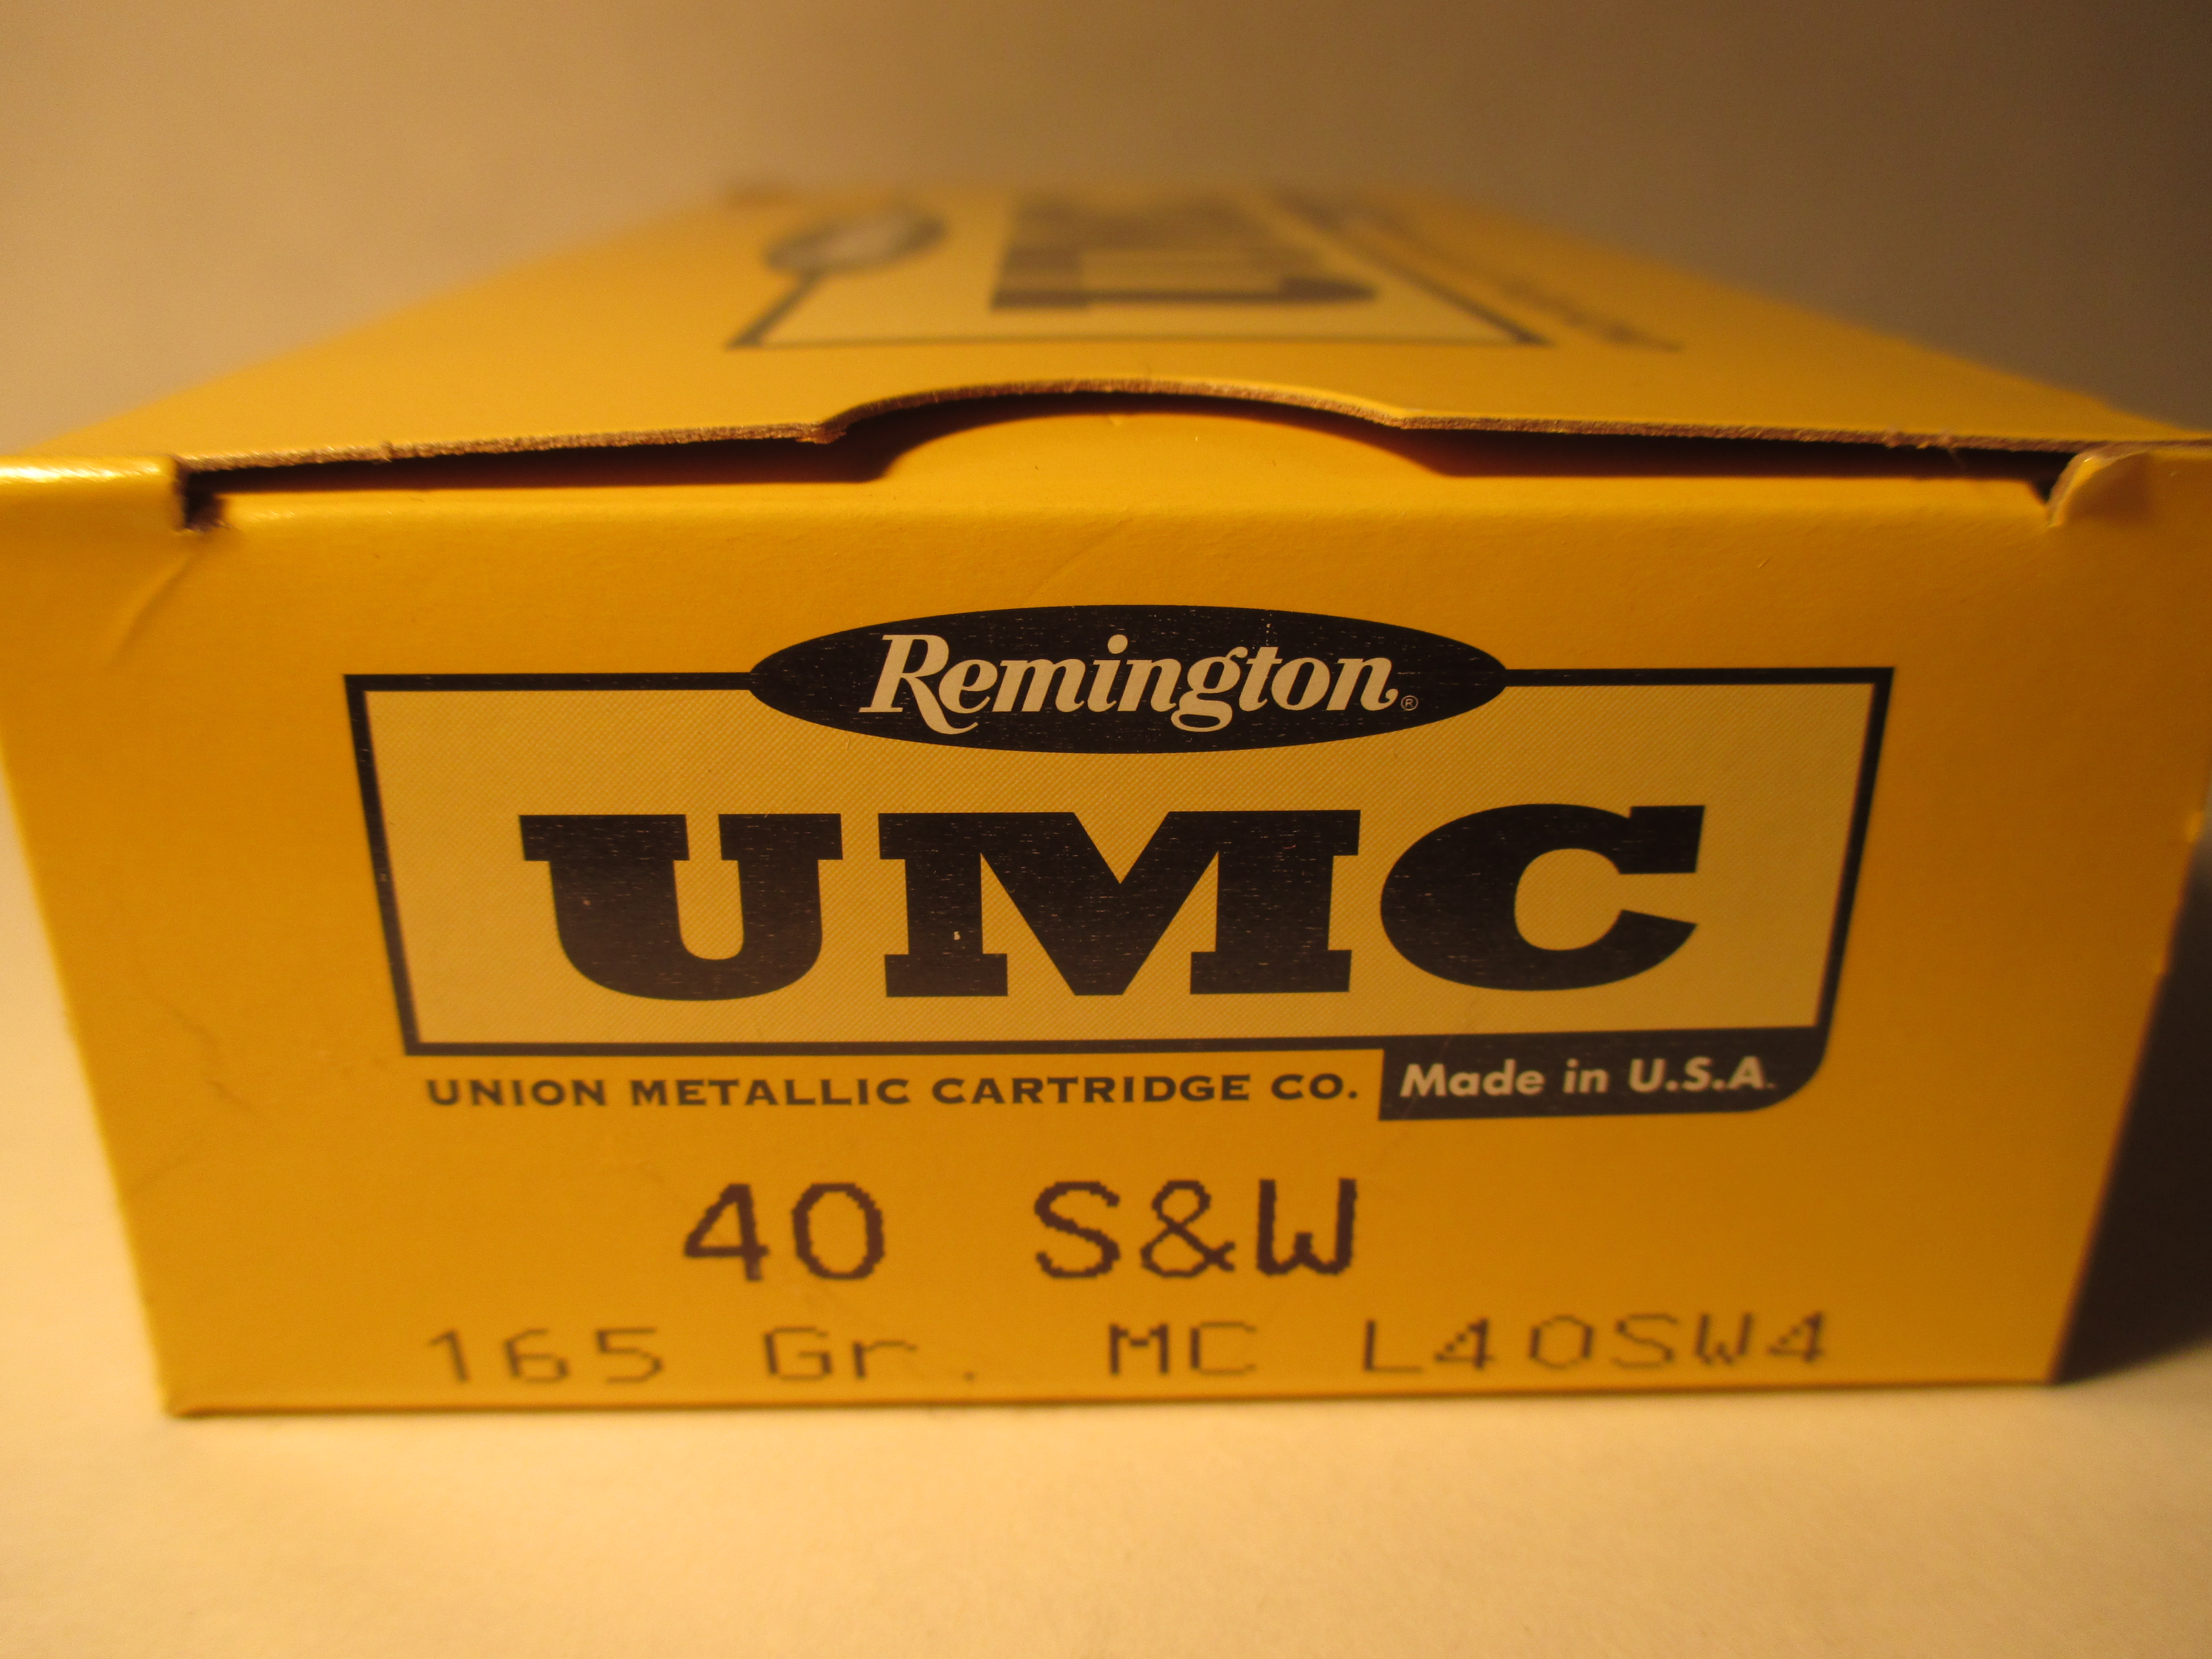 Remington®
UMC
UNION METALLIC CARTRIDGE CO.
Made in U.S.A.
40 S&W
165 Gr. MC L40SW4